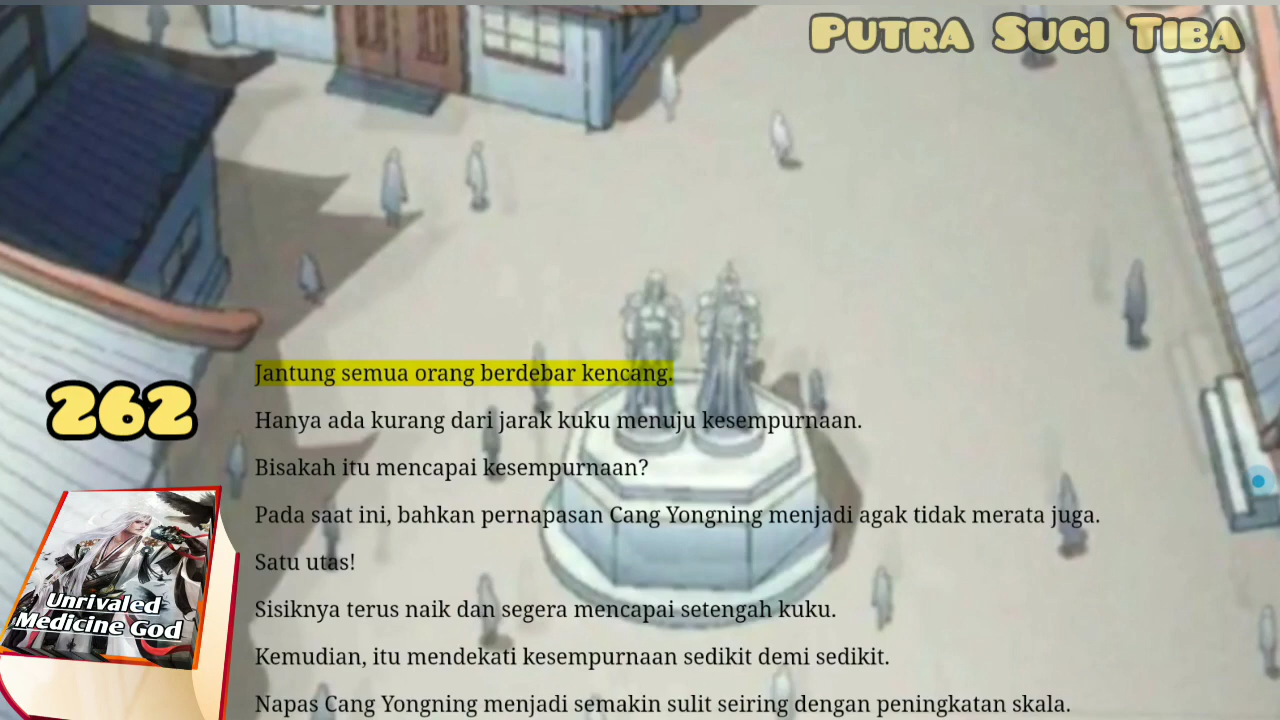 Putra Suci Tiba
Jantung semua orang berdebar kencang.
Hanya ada kurang dari jarak kuku menuju kesempurnaan.
Bisakah itu mencapai kesempurnaan?
Pada saat ini, bahkan pernapasan Cang Yongning menjadi agak tidak merata juga.
Satu utas!
Sisiknya terus naik dan segera mencapai setengah kuku.
Kemudian, itu mendekati kesempurnaan sedikit demi sedikit.
Napas Cang Yongning menjadi semakin sulit seiring dengan peningkatan skala.
262
Unrivaled
Medicine God